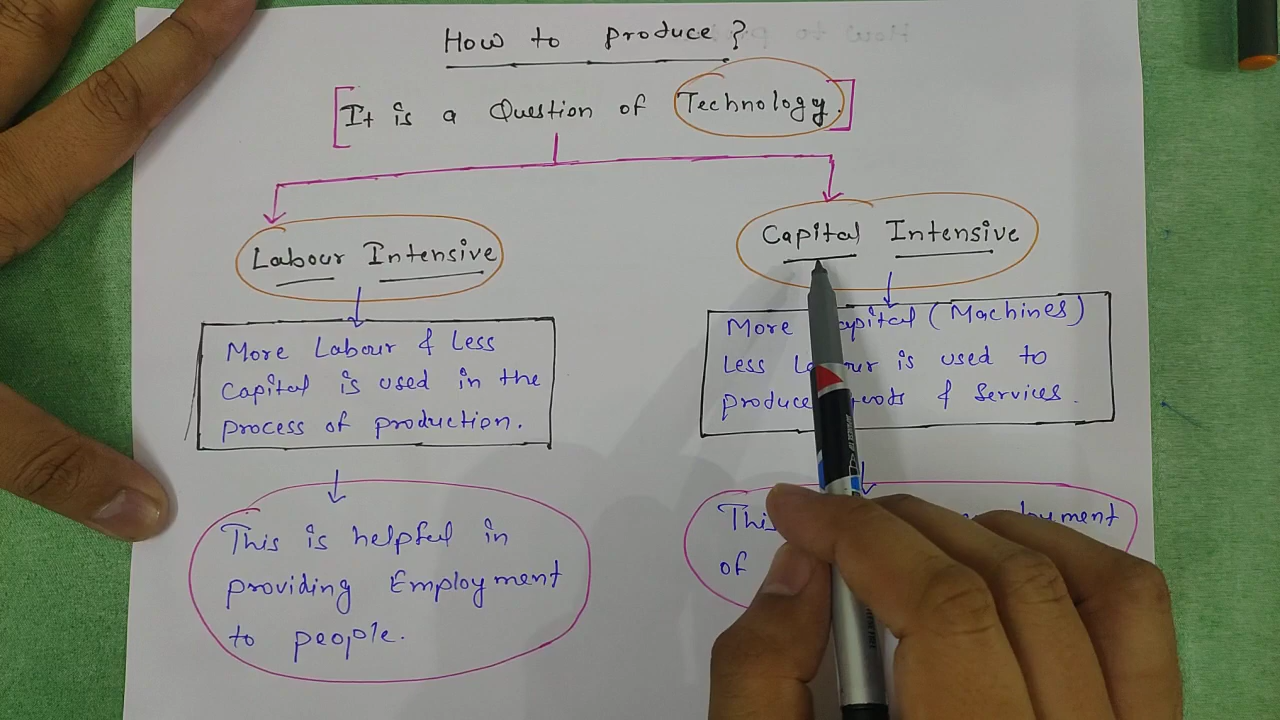 How to produce?
It is a Question of Technology.
Labour Intensive
Capital Intensive
More Labour & Less
Capital is used in the
process of production.
More Capital (Machines)
Less Labour is used to
produce Goods & Services.
This is helpful in
providing Employment
to people.
This
of